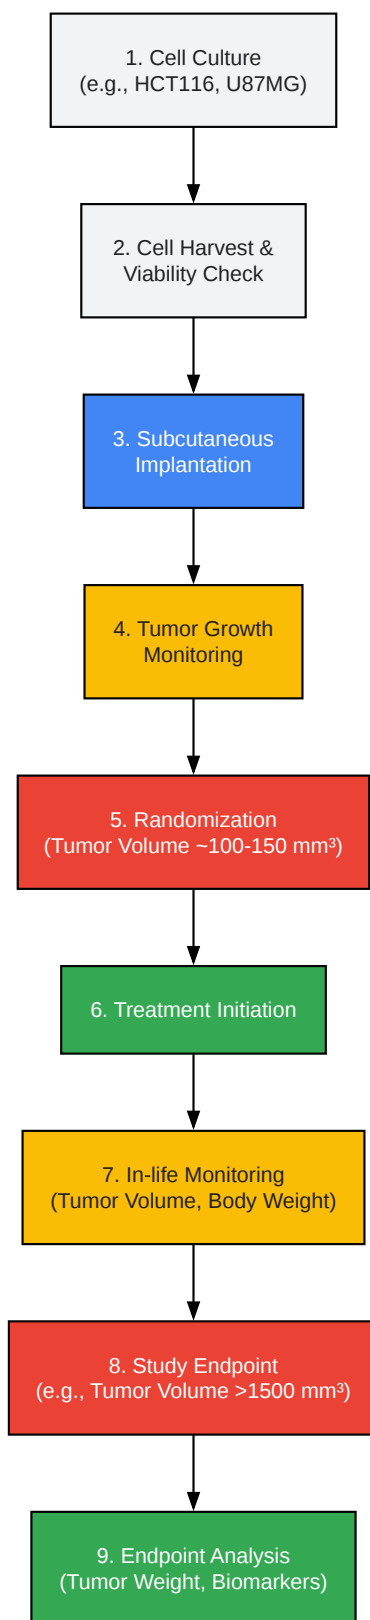 1. Cell Culture
(e.g., HCT116, U87MG)
2. Cell Harvest &
Viability Check
3. Subcutaneous
Implantation
4. Tumor Growth
Monitoring
5. Randomization
(Tumor Volume ~100-150 mm³)
6. Treatment Initiation
7. In-life Monitoring
(Tumor Volume, Body Weight)
8. Study Endpoint
(e.g., Tumor Volume >1500 mm³)
9. Endpoint Analysis
(Tumor Weight, Biomarkers)